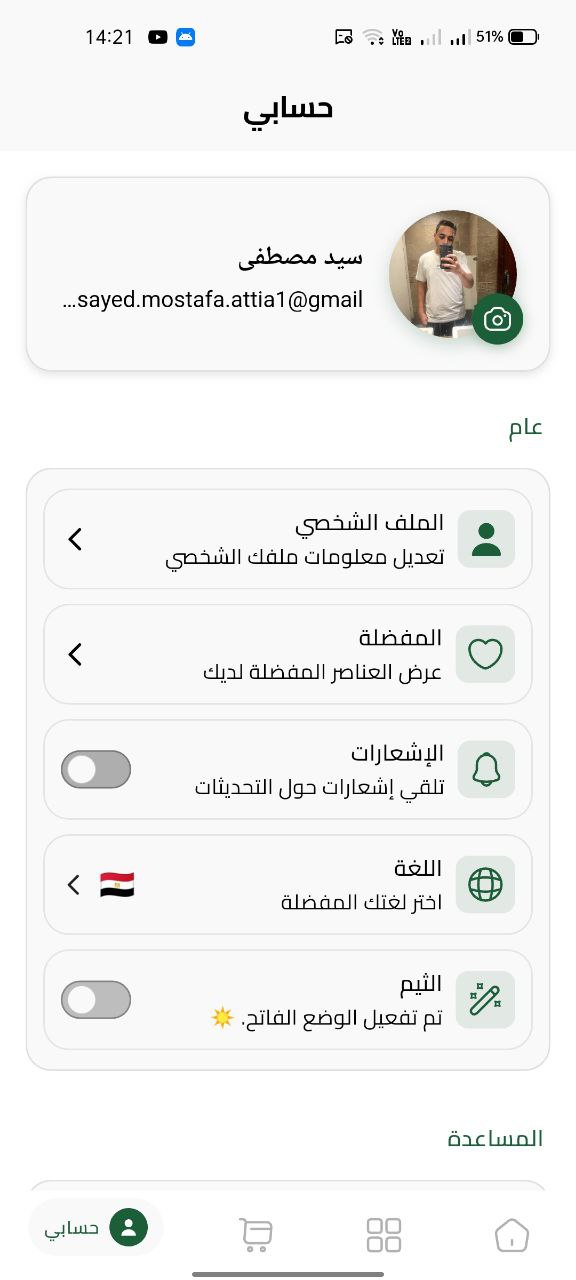 14:21
Vo LTE2
51%
حسابي
سيد مصطفى
sayed.mostafa.attia1@gmail...
عام
الملف الشخصي
تعديل معلومات ملفك الشخصي
المفضلة
عرض العناصر المفضلة لديك
الإشعارات
تلقي إشعارات حول التحديثات
اللغة
اختر لغتك المفضلة
الثيم
تم تفعيل الوضع الفاتح. ☀️
المساعدة
حسابي